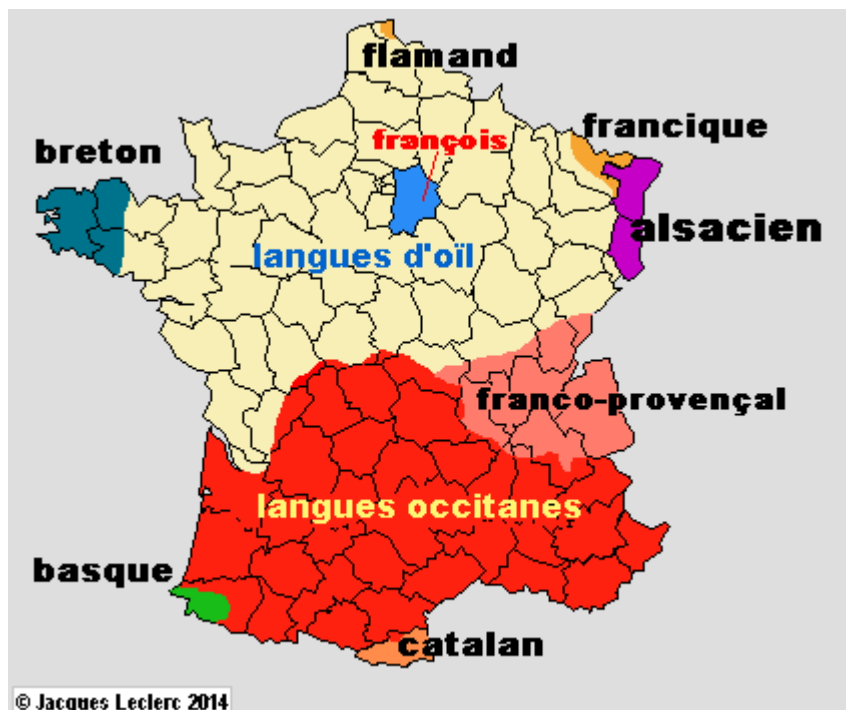 flamand
françois
francique
breton
alsacien
langues d'oïl
franco-provençal
langues occitanes
basque
catalan
© Jacques Leclerc 2014